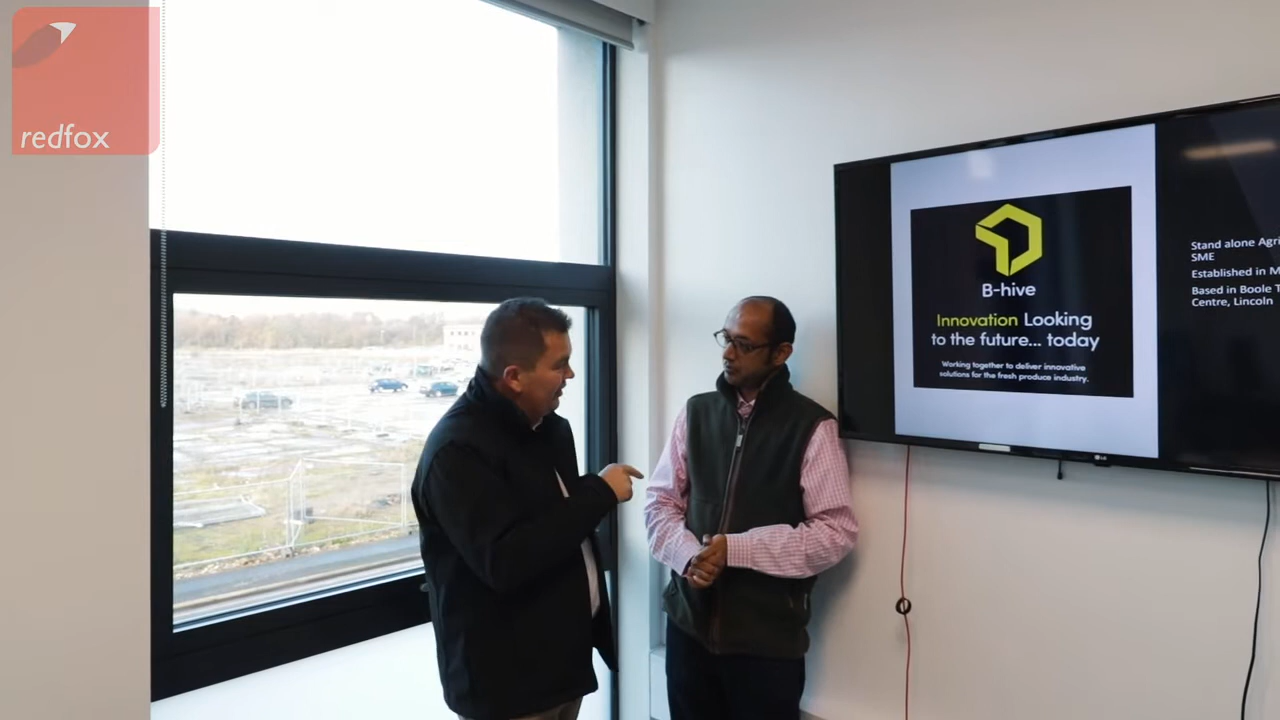 redfox
B-hive
Innovation Looking
to the future... today
Working together to deliver innovative
solutions for the fresh produce industry.
Stand alone Agri
SME
Established in M
Based in Boole T
Centre, Lincoln
LG